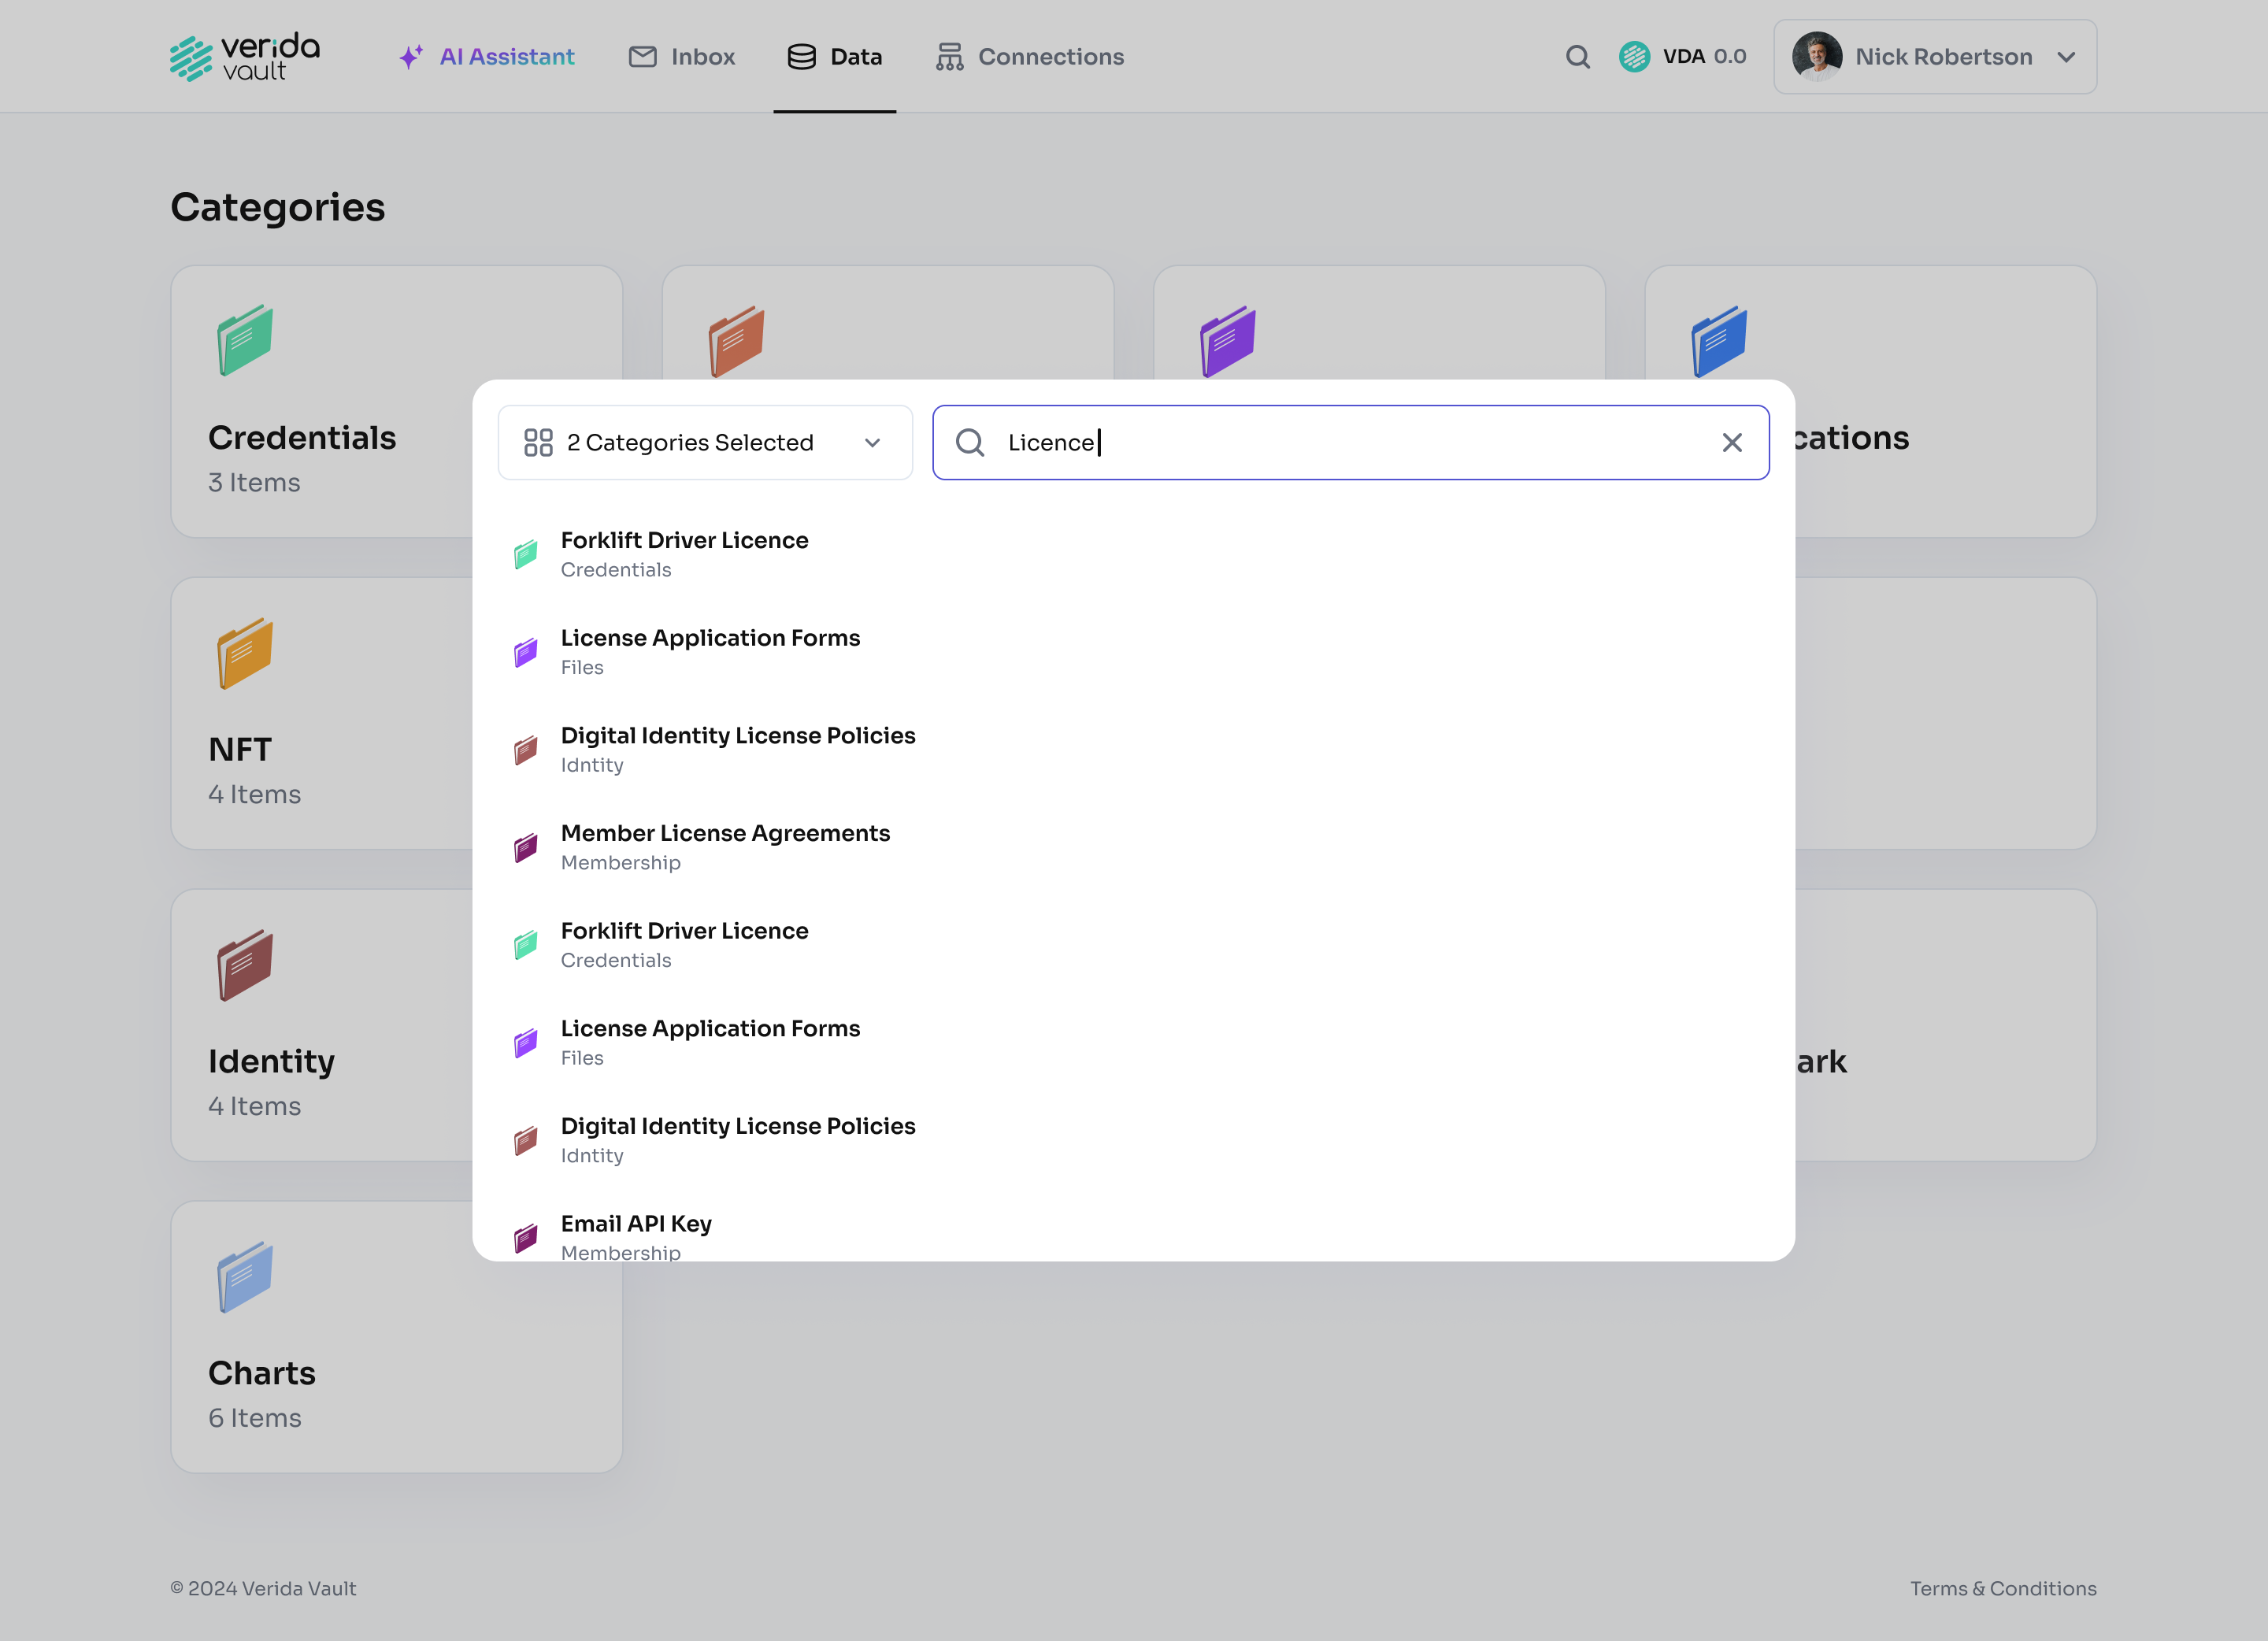 verida
vault
AI Assistant
Inbox
Data
Connections
VDA 0.0
Nick Robertson
Categories
Credentials
3 Items
cations
NFT
4 Items
Identity
4 Items
ark
Charts
6 Items
2 Categories Selected
Licence
Forklift Driver Licence
Credentials
License Application Forms
Files
Digital Identity License Policies
Idntity
Member License Agreements
Membership
Forklift Driver Licence
Credentials
License Application Forms
Files
Digital Identity License Policies
Idntity
Email API Key
Membership
© 2024 Verida Vault
Terms & Conditions